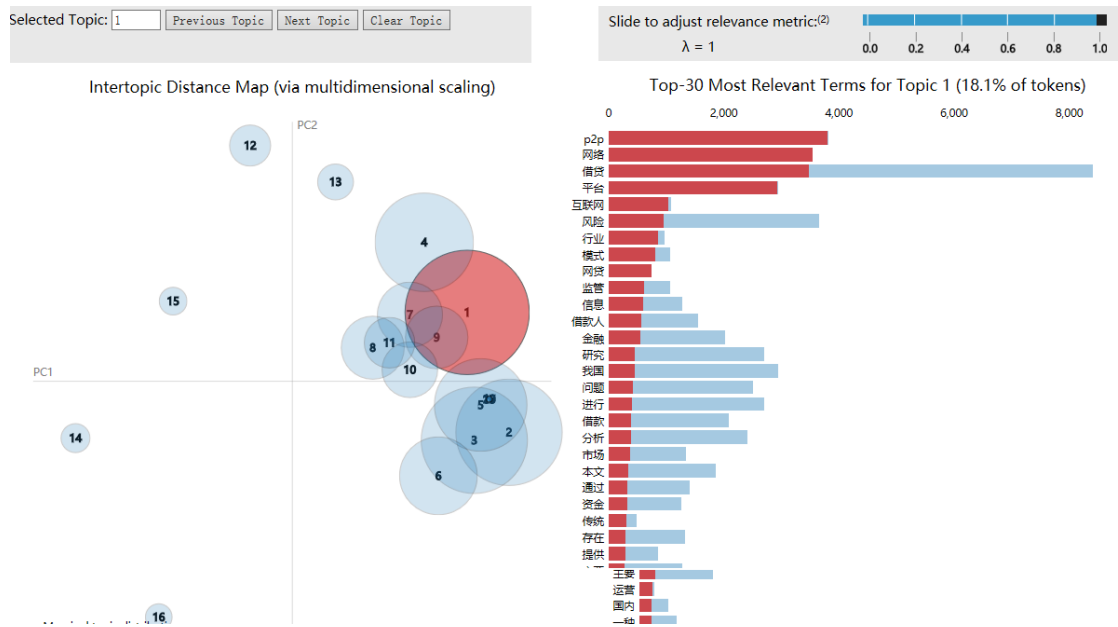 Selected Topic: 1 Previous Topic Next Topic Clear Topic
Slide to adjust relevance metric:(2)
λ = 1
0.0 0.2 0.4 0.6 0.8 1.0
Intertopic Distance Map (via multidimensional scaling)
PC2
PC1
12
13
4
15
7
1
9
8
11
10
5
2
3
14
6
16
Top-30 Most Relevant Terms for Topic 1 (18.1% of tokens)
0 2,000 4,000 6,000 8,000
p2p
网络
借贷
平台
互联网
风险
行业
模式
网贷
监管
信息
借款人
金融
研究
我国
问题
进行
借款
分析
市场
本文
通过
资金
传统
存在
提供
主要
运营
国内
一种